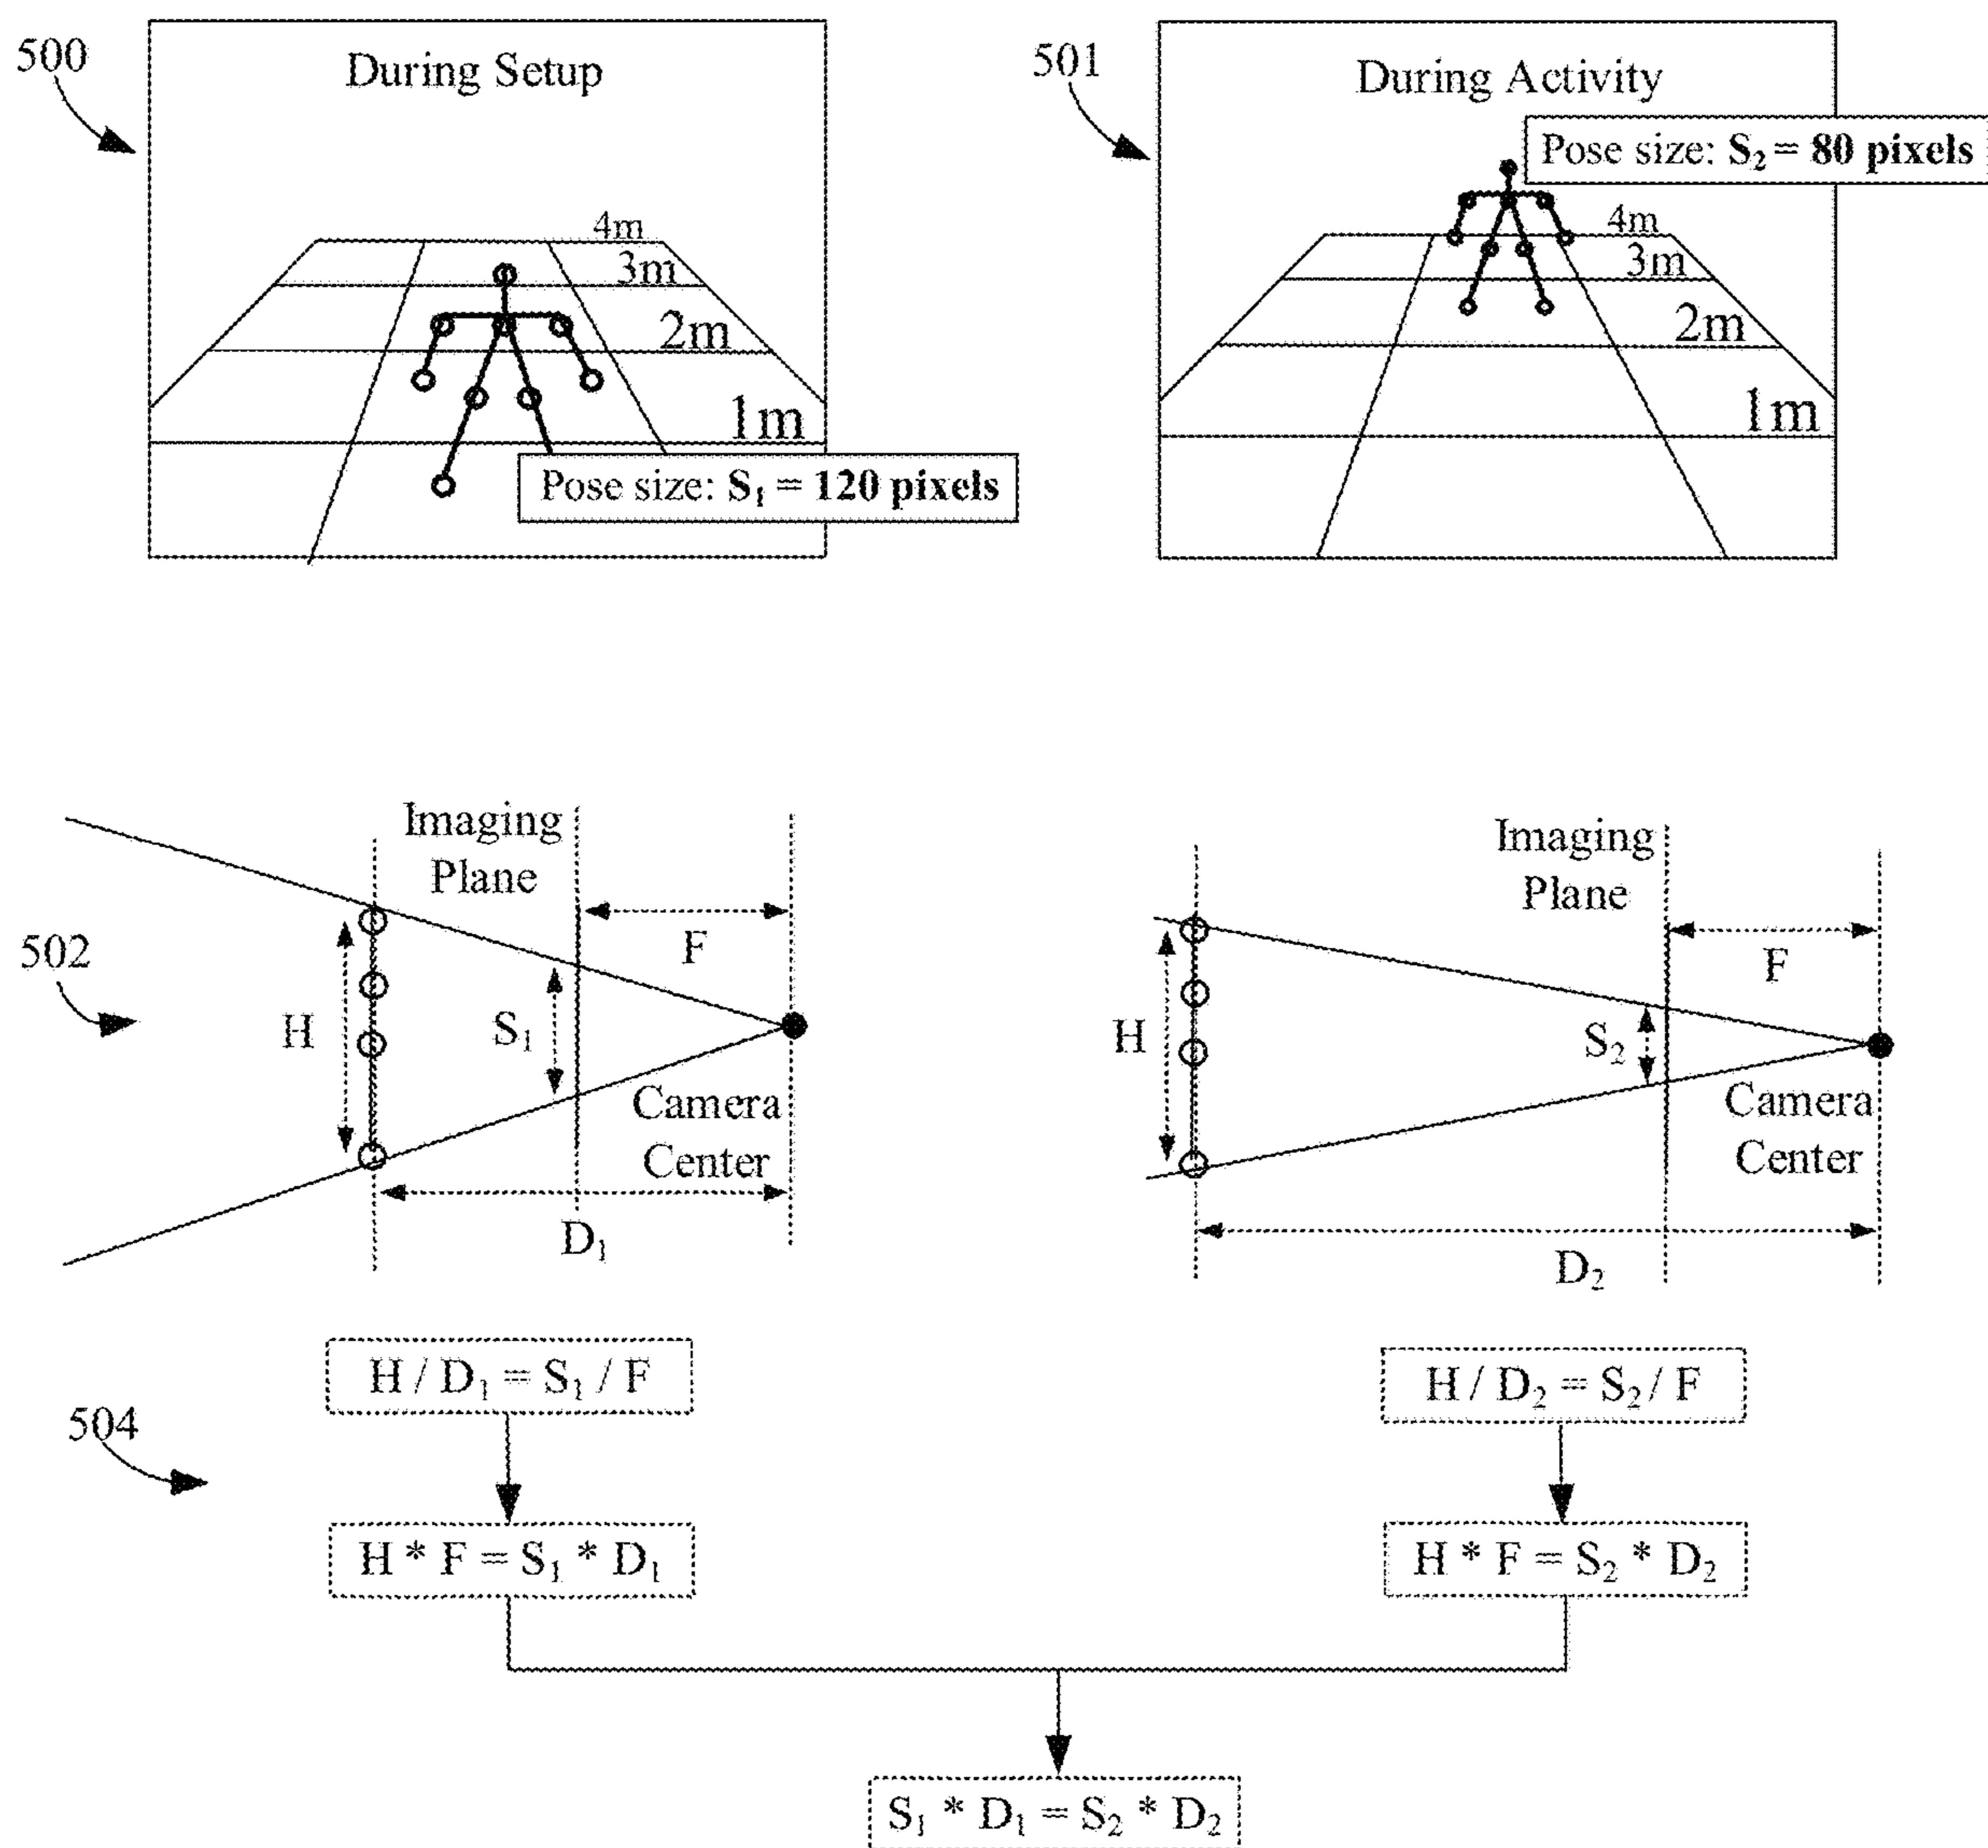 500
During Setup
4m
3m
2m
1m
Pose size: S₁ = 120 pixels
501
During Activity
Pose size: S₂ = 80 pixels
4m
3m
2m
1m
502
Imaging
Plane
F
H
S₁
Camera
Center
D₁
Imaging
Plane
F
H
S₂
Camera
Center
D₂
504
H / D₁ = S₁ / F
H * F = S₁ * D₁
H / D₂ = S₂ / F
H * F = S₂ * D₂
S₁ * D₁ = S₂ * D₂